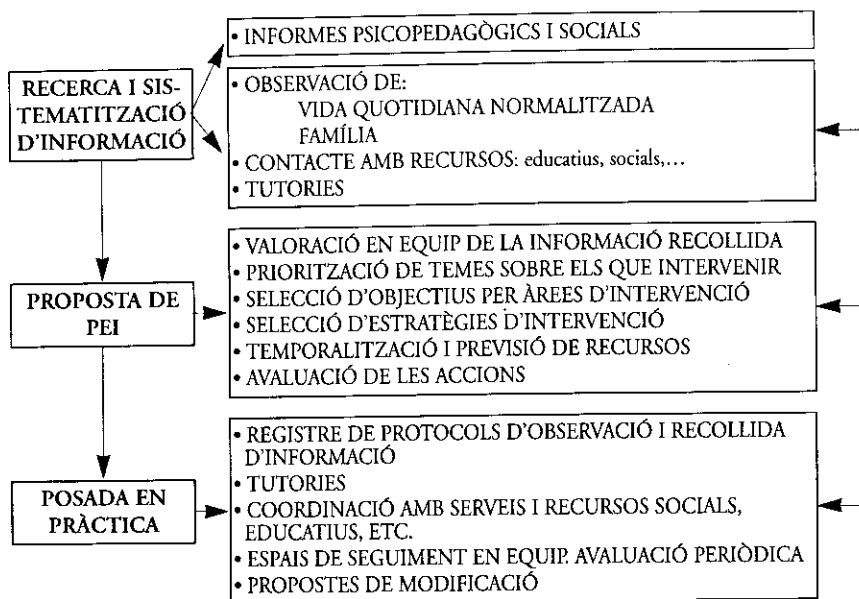 • INFORMES PSICOPEDAGÒGICS I SOCIALS
RECERCA I SIS-
TEMATITZACIÓ
D'INFORMACIÓ
• OBSERVACIÓ DE:
VIDA QUOTIDIANA NORMALITZADA
FAMÍLIA
• CONTACTE AMB RECURSOS: educatius, socials,...
• TUTORIES
PROPOSTA DE
PEI
• VALORACIÓ EN EQUIP DE LA INFORMACIÓ RECOLLIDA
• PRIORITZACIÓ DE TEMES SOBRE ELS QUE INTERVENIR
• SELECCIÓ D'OBJECTIUS PER ÀREES D'INTERVENCIÓ
• SELECCIÓ D'ESTRATÈGIES D'INTERVENCIÓ
• TEMPORALITZACIÓ I PREVISIÓ DE RECURSOS
• AVALUACIÓ DE LES ACCIONS
POSADA EN
PRÀCTICA
• REGISTRE DE PROTOCOLS D'OBSERVACIÓ I RECOLLIDA
D'INFORMACIÓ
• TUTORIES
• COORDINACIÓ AMB SERVEIS I RECURSOS SOCIALS,
EDUCATIUS, ETC.
• ESPAIS DE SEGUIMENT EN EQUIP. AVALUACIÓ PERIÒDICA
• PROPOSTES DE MODIFICACIÓ